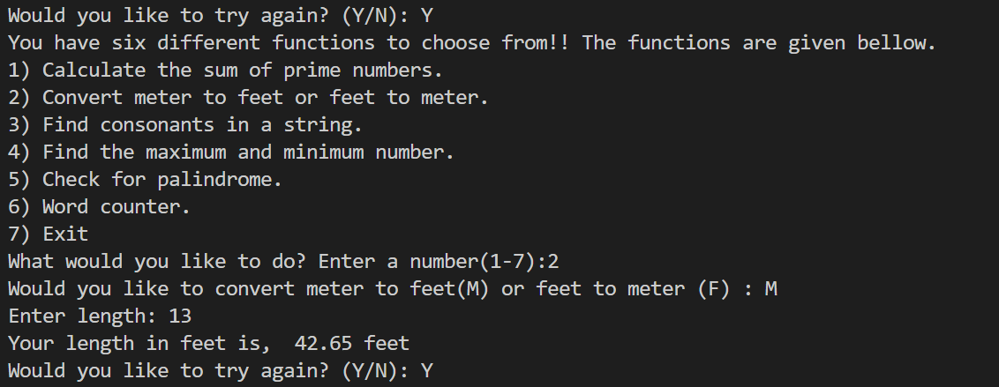 Would you like to try again? (Y/N): Y
You have six different functions to choose from!! The functions are given bellow.
1) Calculate the sum of prime numbers.
2) Convert meter to feet or feet to meter.
3) Find consonants in a string.
4) Find the maximum and minimum number.
5) Check for palindrome.
6) Word counter.
7) Exit
What would you like to do? Enter a number(1-7):2
Would you like to convert meter to feet(M) or feet to meter (F) : M
Enter length: 13
Your length in feet is,  42.65 feet
Would you like to try again? (Y/N): Y